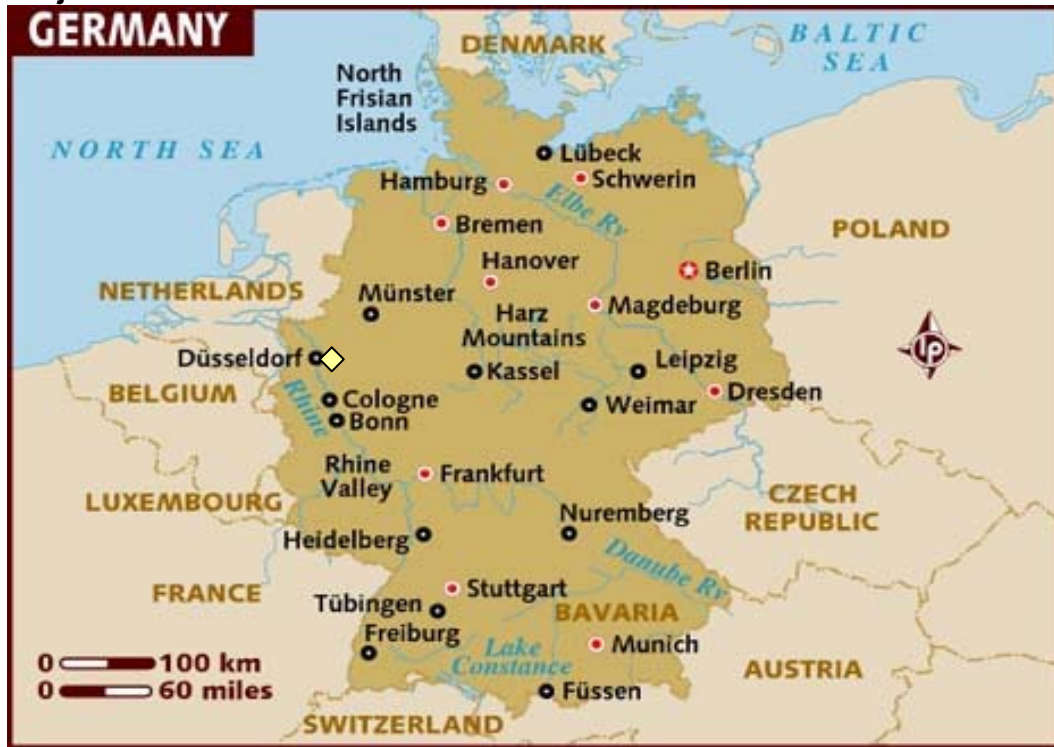 GERMANY
DENMARK
BALTIC
SEA
North
Frisian
Islands
NORTH SEA
Lübeck
Hamburg
Schwerin
Elbe Rv
Bremen
POLAND
Hanover
Berlin
NETHERLANDS
Münster
Magdeburg
Harz
Mountains
Düsseldorf
Kassel
Leipzig
BELGIUM
Rhine
Cologne
Weimar
Dresden
Bonn
Rhine
Valley
Frankfurt
LUXEMBOURG
CZECH
REPUBLIC
Nuremberg
Heidelberg
Danube Rv
FRANCE
Stuttgart
Tübingen
BAVARIA
Freiburg
Lake
Constance
Munich
0 100 km
0 60 miles
AUSTRIA
Füssen
SWITZERLAND
lp